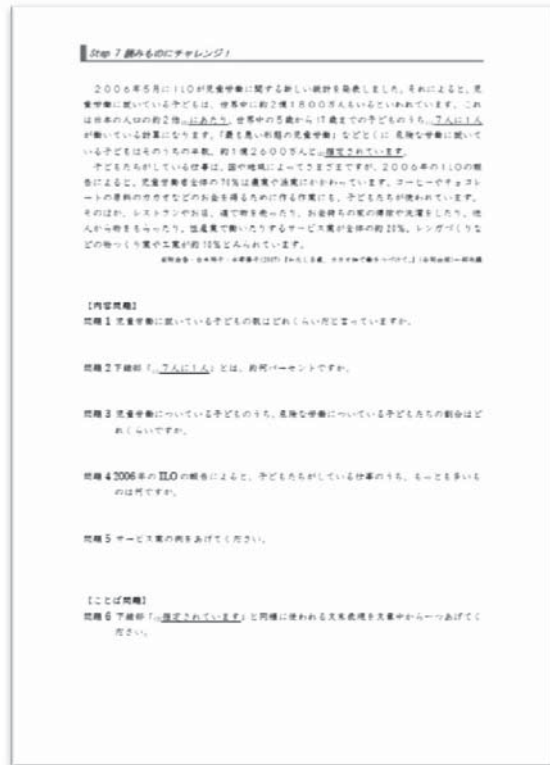 Step 7 読みものにチャレンジ！
２００６年５月にＩＬＯが児童労働に関する新しい統計を発表しました。それによると、児
童労働に就いている子どもは、世界中に約２億１８００万人もいるといわれています。これ
は日本の人口の約２倍にあたり、世界中の５歳から17歳までの子どものうち、７人に１人
が働いている計算になります。「最も悪い形態の児童労働」などとくに危険な労働に就いて
いる子どもはそのうちの半数、約１億２６００万人と推定されています。
子どもたちがしている仕事は、国や地域によってさまざまですが、２００６年のＩＬＯの報
告によると、児童労働者全体の70％は農業や漁業にかかわっています。コーヒーやチョコレ
ートの原料のカカオなどのお金を得るために作る作業にも、子どもたちが使われています。
そのほか、レストランやお店、道で物を売ったり、お金持ちの家の掃除や洗濯をしたり、他
人から物をもらったり、性産業で働いたりするサービス業が全体の約20％、レンガづくりな
どの物つくり業や工業が約10％とみられています。
【内容問題】
問題１ 児童労働に就いている子どもの数はどれくらいだと言っていますか。
問題２ 下線部「７人に１人」とは、約何パーセントですか。
問題３ 児童労働についている子どものうち、危険な労働についている子どもたちの割合はど
れくらいですか。
問題４ 2006年のILOの報告によると、子どもたちがしている仕事のうち、もっとも多いも
のは何ですか。
問題５ サービス業の例をあげてください。
【ことば問題】
問題６ 下線部「推定されています」と同様に使われる文末表現を文章中から一つあげてく
ださい。